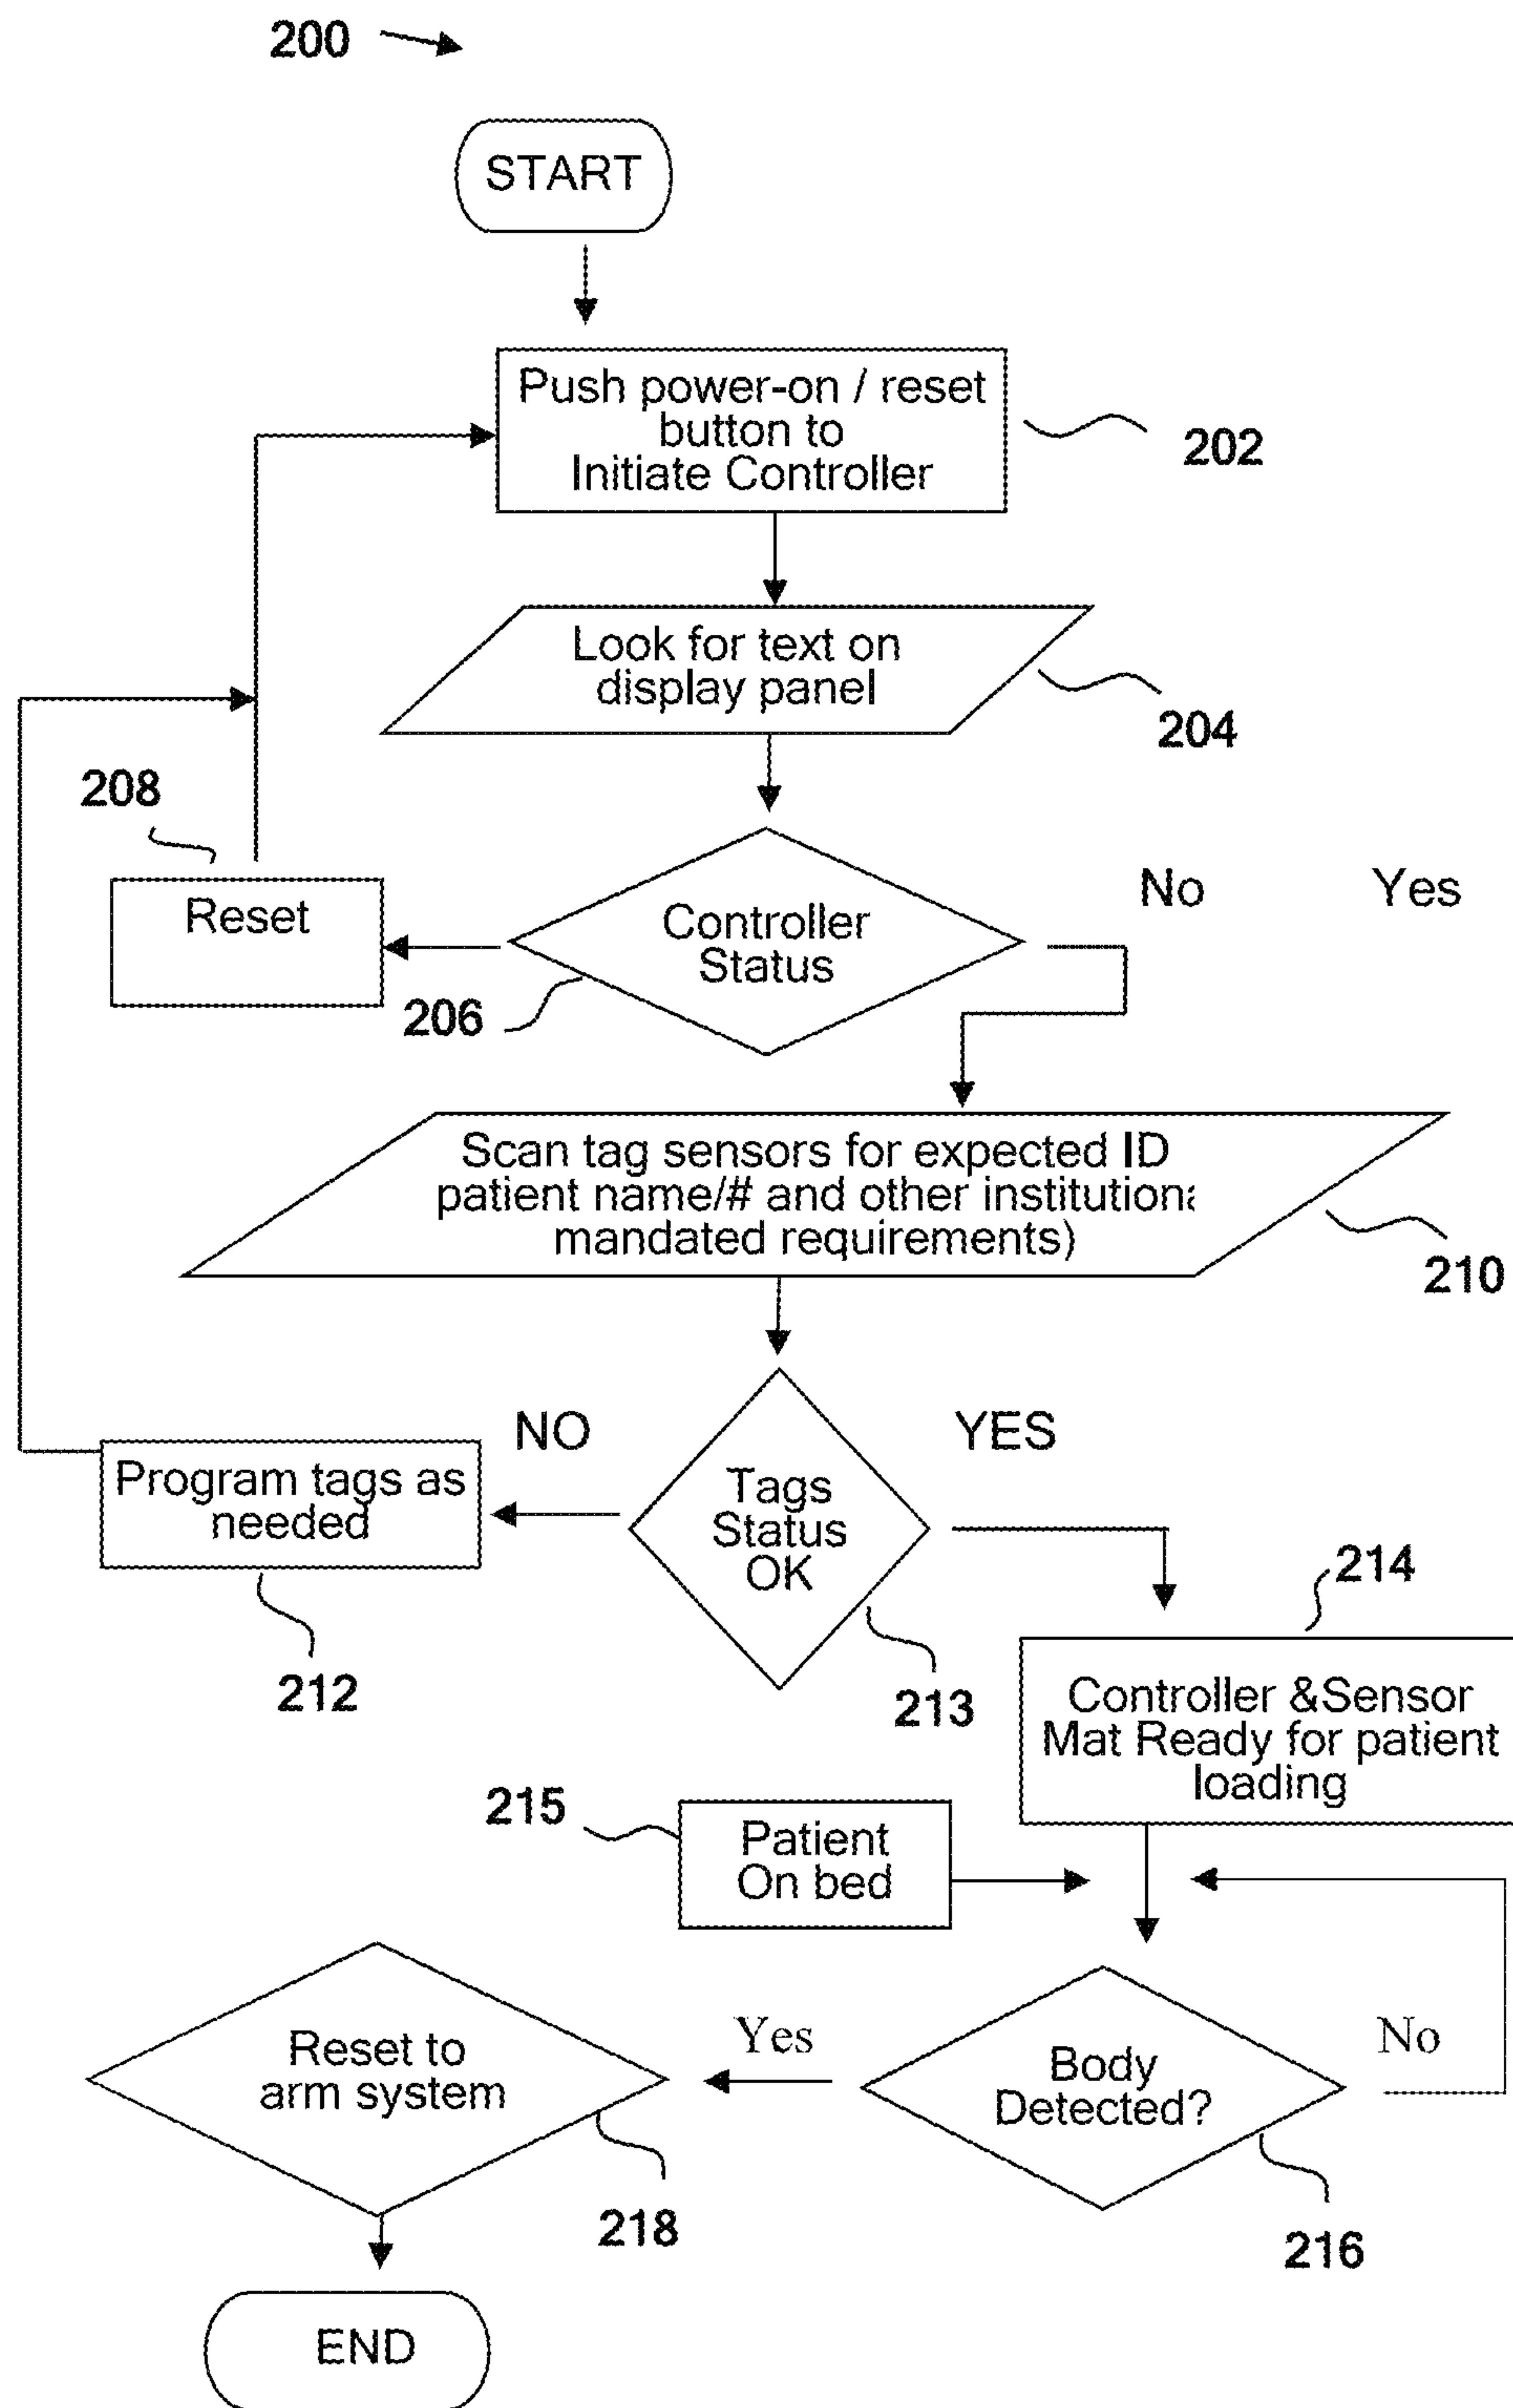 200
START
Push power-on / reset
button to
Initiate Controller
202
Look for text on
display panel
204
208
Reset
Controller
Status
No
Yes
206
Scan tag sensors for expected ID
patient name/# and other institutiona
mandated requirements)
210
NO
YES
Program tags as
needed
Tags
Status
OK
212
213
214
Controller &Sensor
Mat Ready for patient
loading
215
Patient
On bed
Reset to
arm system
Yes
Body
Detected?
No
218
216
END